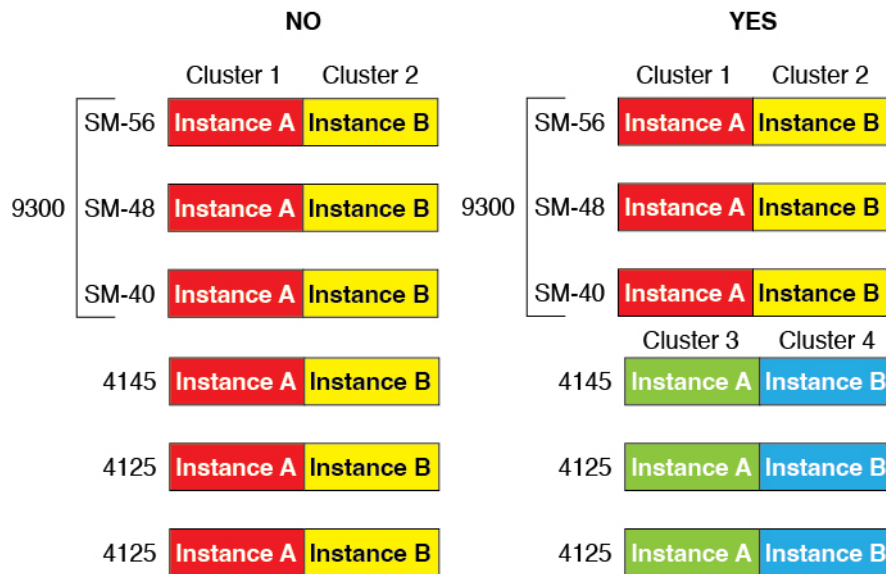 NO YES
Cluster 1 Cluster 2 Cluster 1 Cluster 2
SM-56 Instance A Instance B SM-56 Instance A Instance B
9300 SM-48 Instance A Instance B 9300 SM-48 Instance A Instance B
SM-40 Instance A Instance B SM-40 Instance A Instance B
Cluster 3 Cluster 4
4145 Instance A Instance B 4145 Instance A Instance B
4125 Instance A Instance B 4125 Instance A Instance B
4125 Instance A Instance B 4125 Instance A Instance B